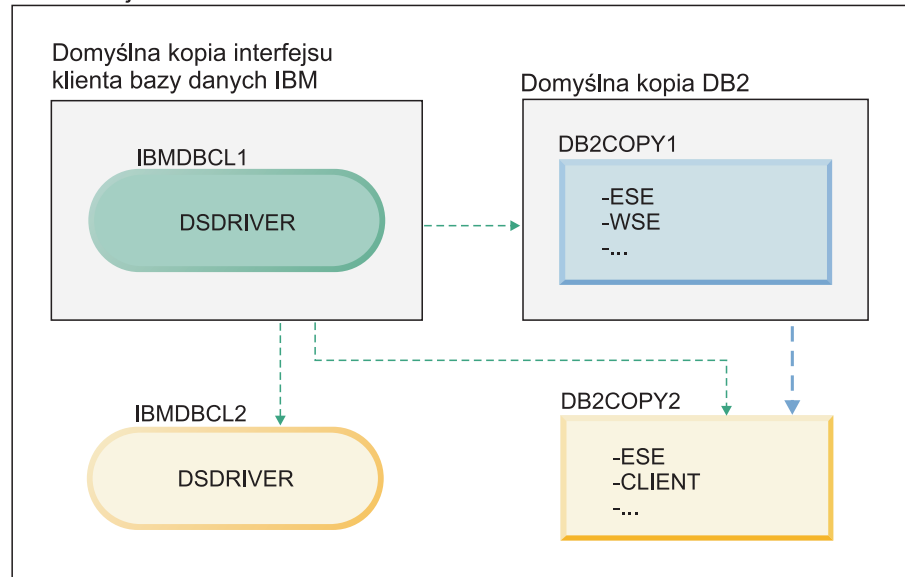 Domyślna kopia interfejsu
klienta bazy danych IBM
Domyślna kopia DB2
IBMDBCL1
DSDRIVER
DB2COPY1
-ESE
-WSE
-...
IBMDBCL2
DSDRIVER
DB2COPY2
-ESE
-CLIENT
-...